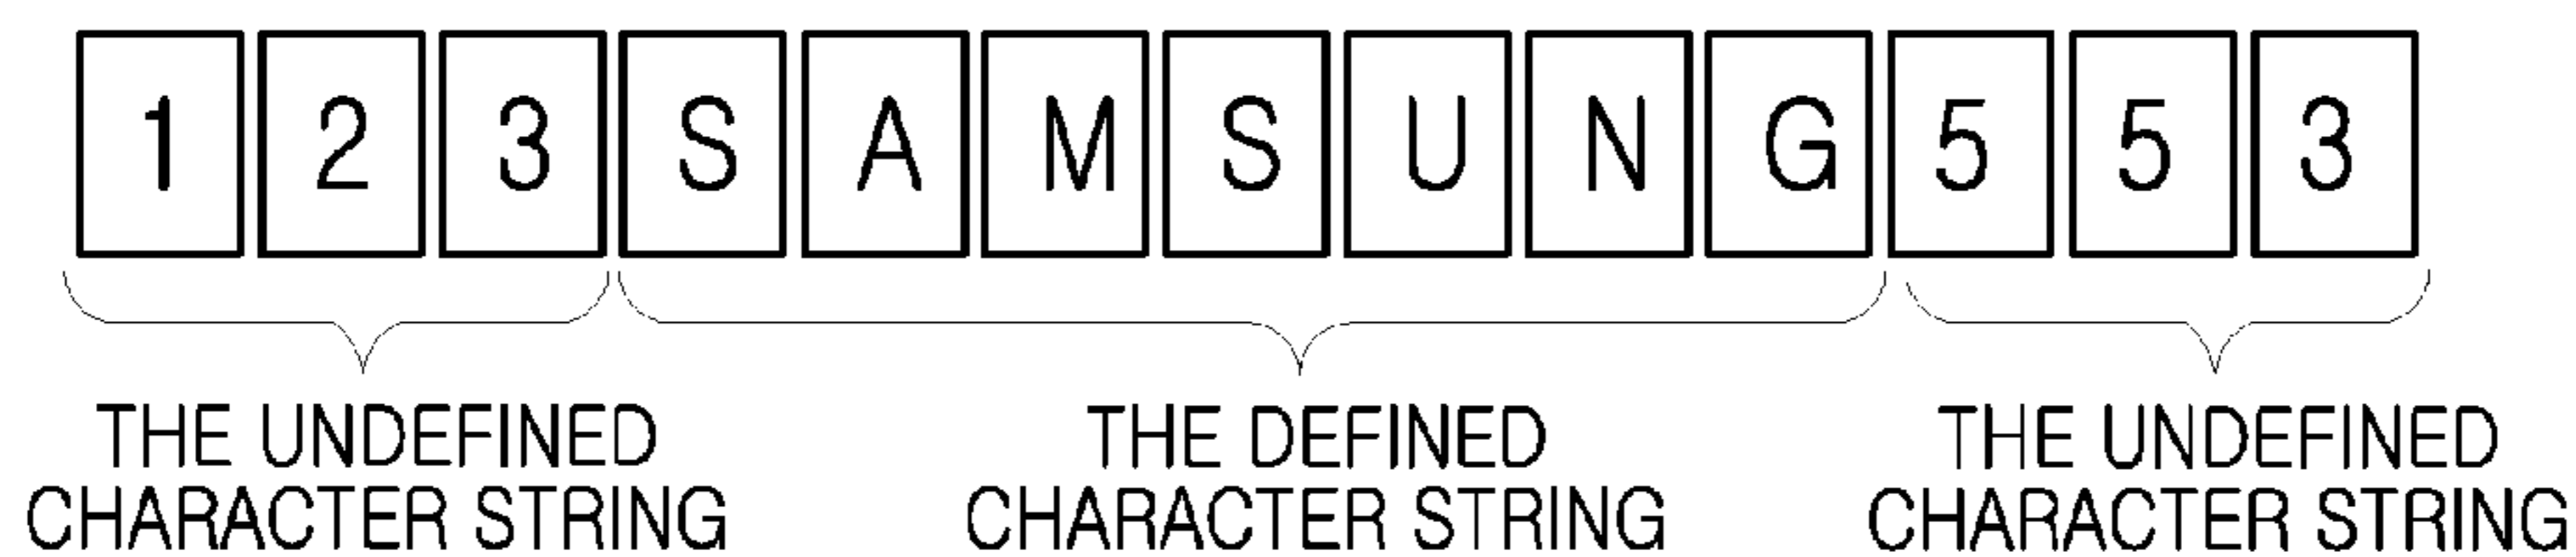 1 2 3 S A M S U N G 5 5 3
THE UNDEFINED CHARACTER STRING
THE DEFINED CHARACTER STRING
THE UNDEFINED CHARACTER STRING